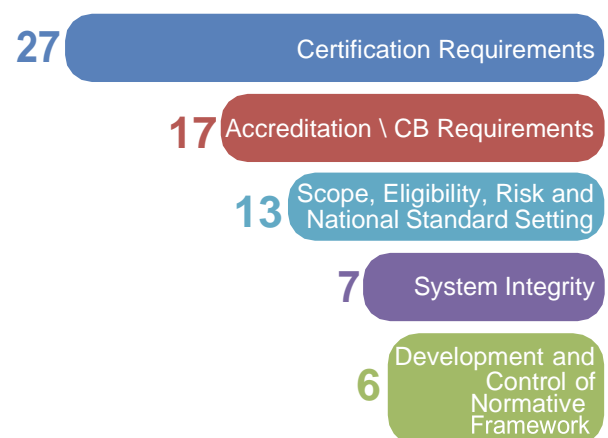 27 Certification Requirements
17 Accreditation \ CB Requirements
Scope, Eligibility, Risk and
13 National Standard Setting
7 System Integrity
Development and
6 Control of
Normative
Framework